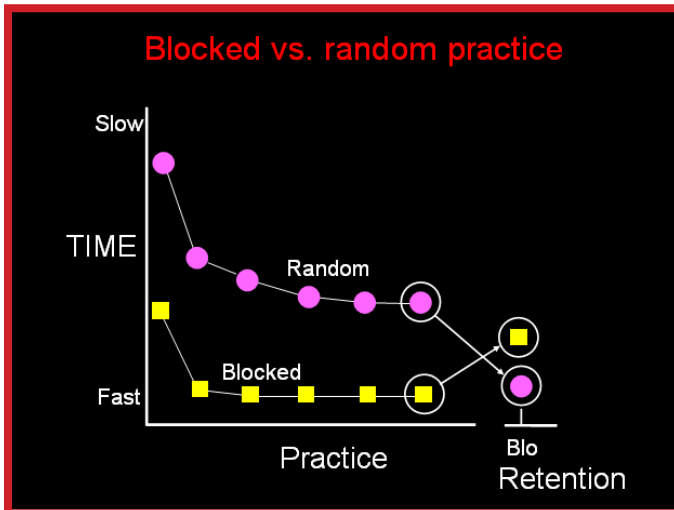 Blocked vs. random practice
Slow
TIME
Random
Blocked
Fast
Practice
Blo
Retention